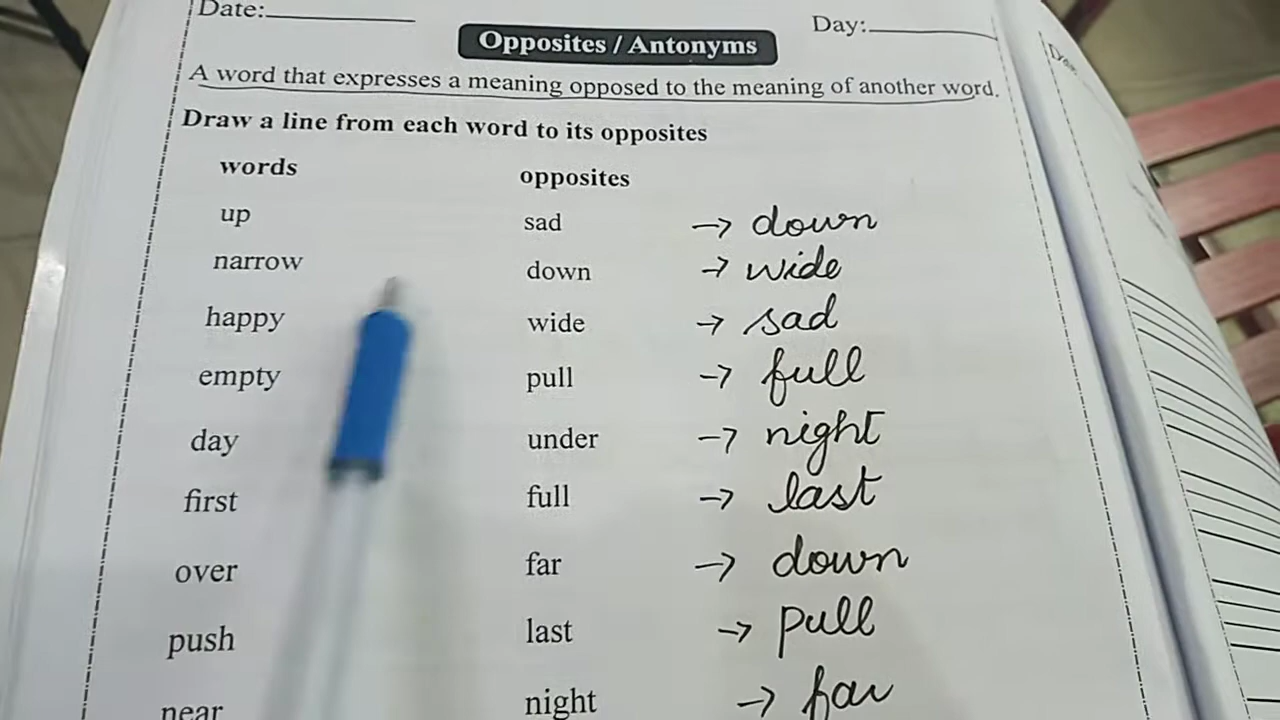 Date:
Day:
Opposites / Antonyms
A word that expresses a meaning opposed to the meaning of another word.
Draw a line from each word to its opposites
words opposites
up sad → down
narrow down → wide
happy wide → sad
empty pull → full
day under → night
first full → last
over far → down
push last → pull
near night → far